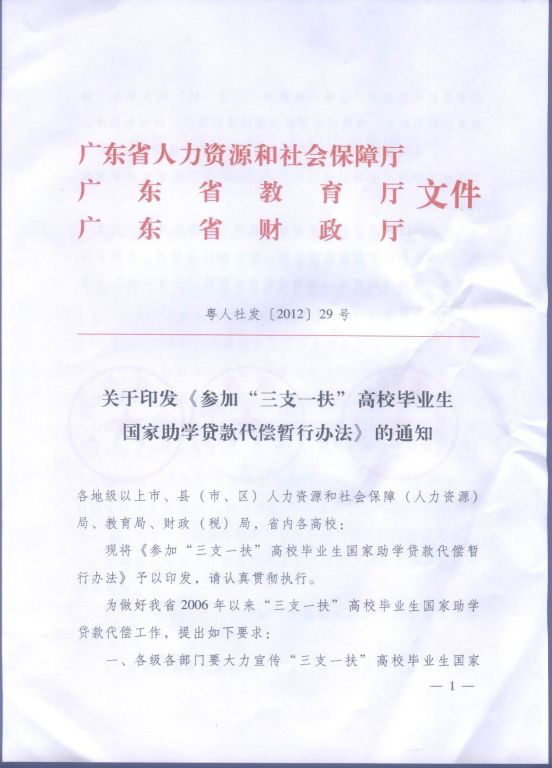 广东省人力资源和社会保障厅
广东省教育厅 文件
广东省财政厅
粤人社发〔2012〕29 号
关于印发《参加“三支一扶”高校毕业生
国家助学贷款代偿暂行办法》的通知
各地级以上市、县（市、区）人力资源和社会保障（人力资源）
局、教育局、财政（税）局，省内各高校：
现将《参加“三支一扶”高校毕业生国家助学贷款代偿暂
行办法》予以印发，请认真贯彻执行。
为做好我省 2006 年以来“三支一扶”高校毕业生国家助学
贷款代偿工作，提出如下要求：
一、各级各部门要大力宣传“三支一扶”高校毕业生国家
— 1 —